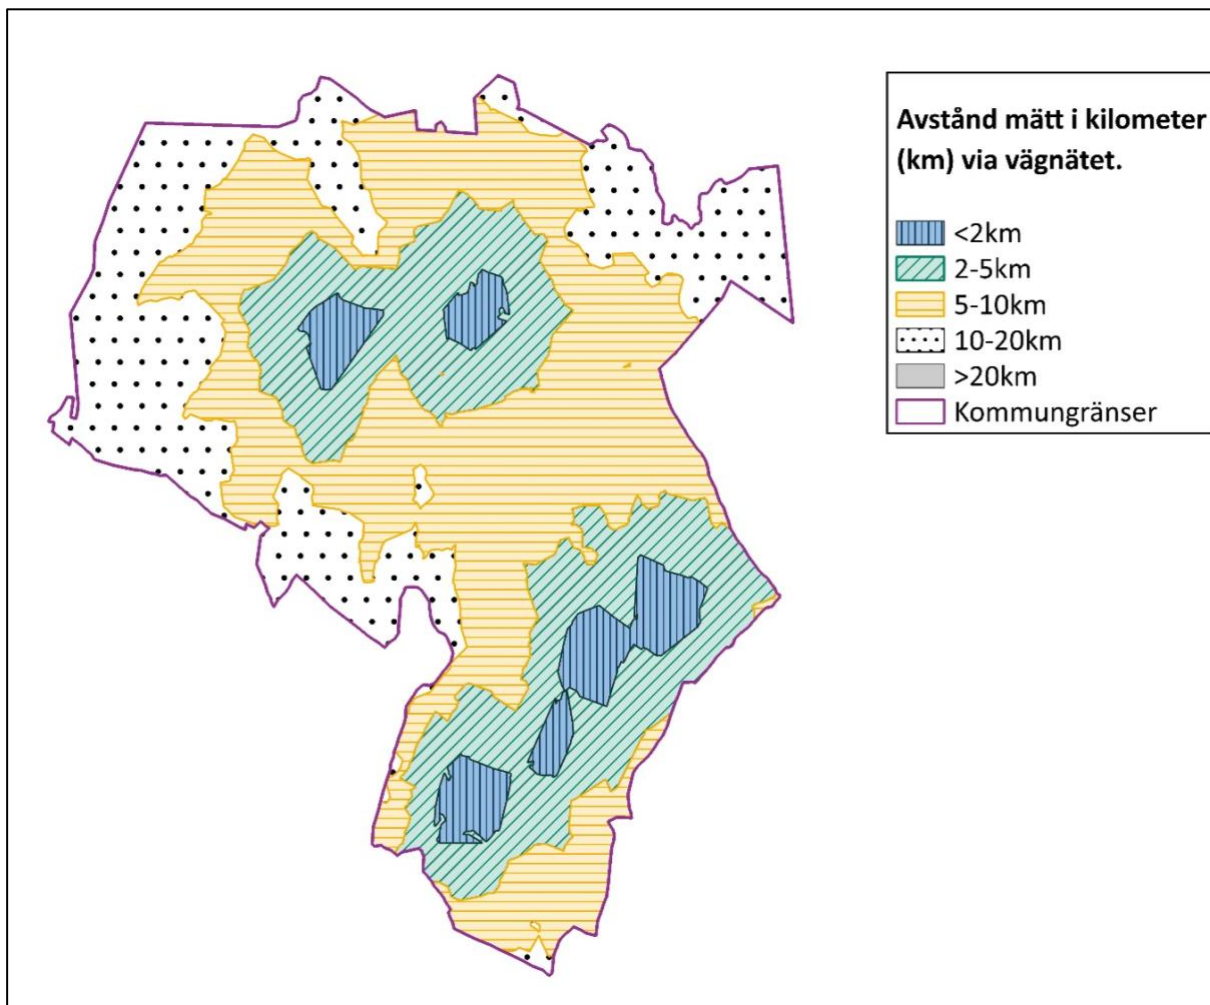 Avstånd mätt i kilometer
(km) via vägnätet.
<2km
2-5km
5-10km
10-20km
>20km
Kommungränser